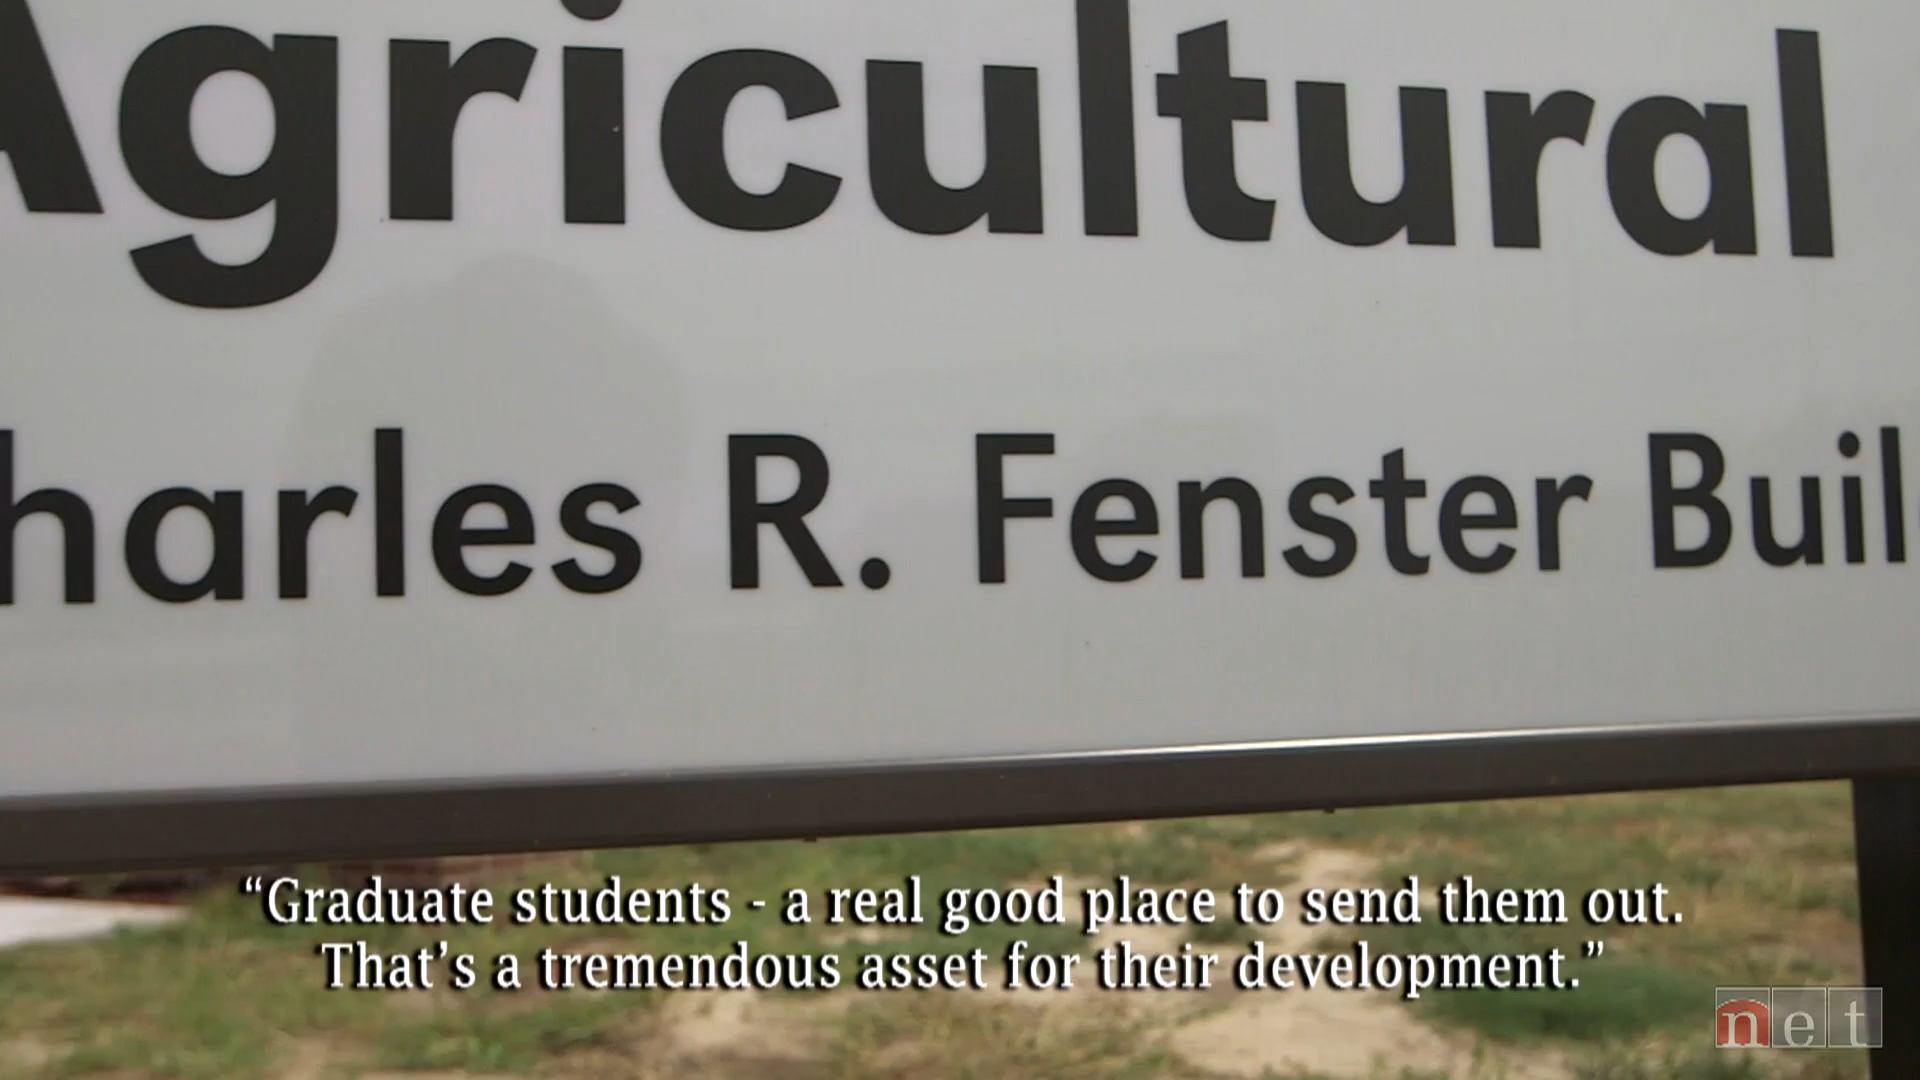 Agricultural
harles R. Fenster Buil
“Graduate students - a real good place to send them out.
That’s a tremendous asset for their development.”
net